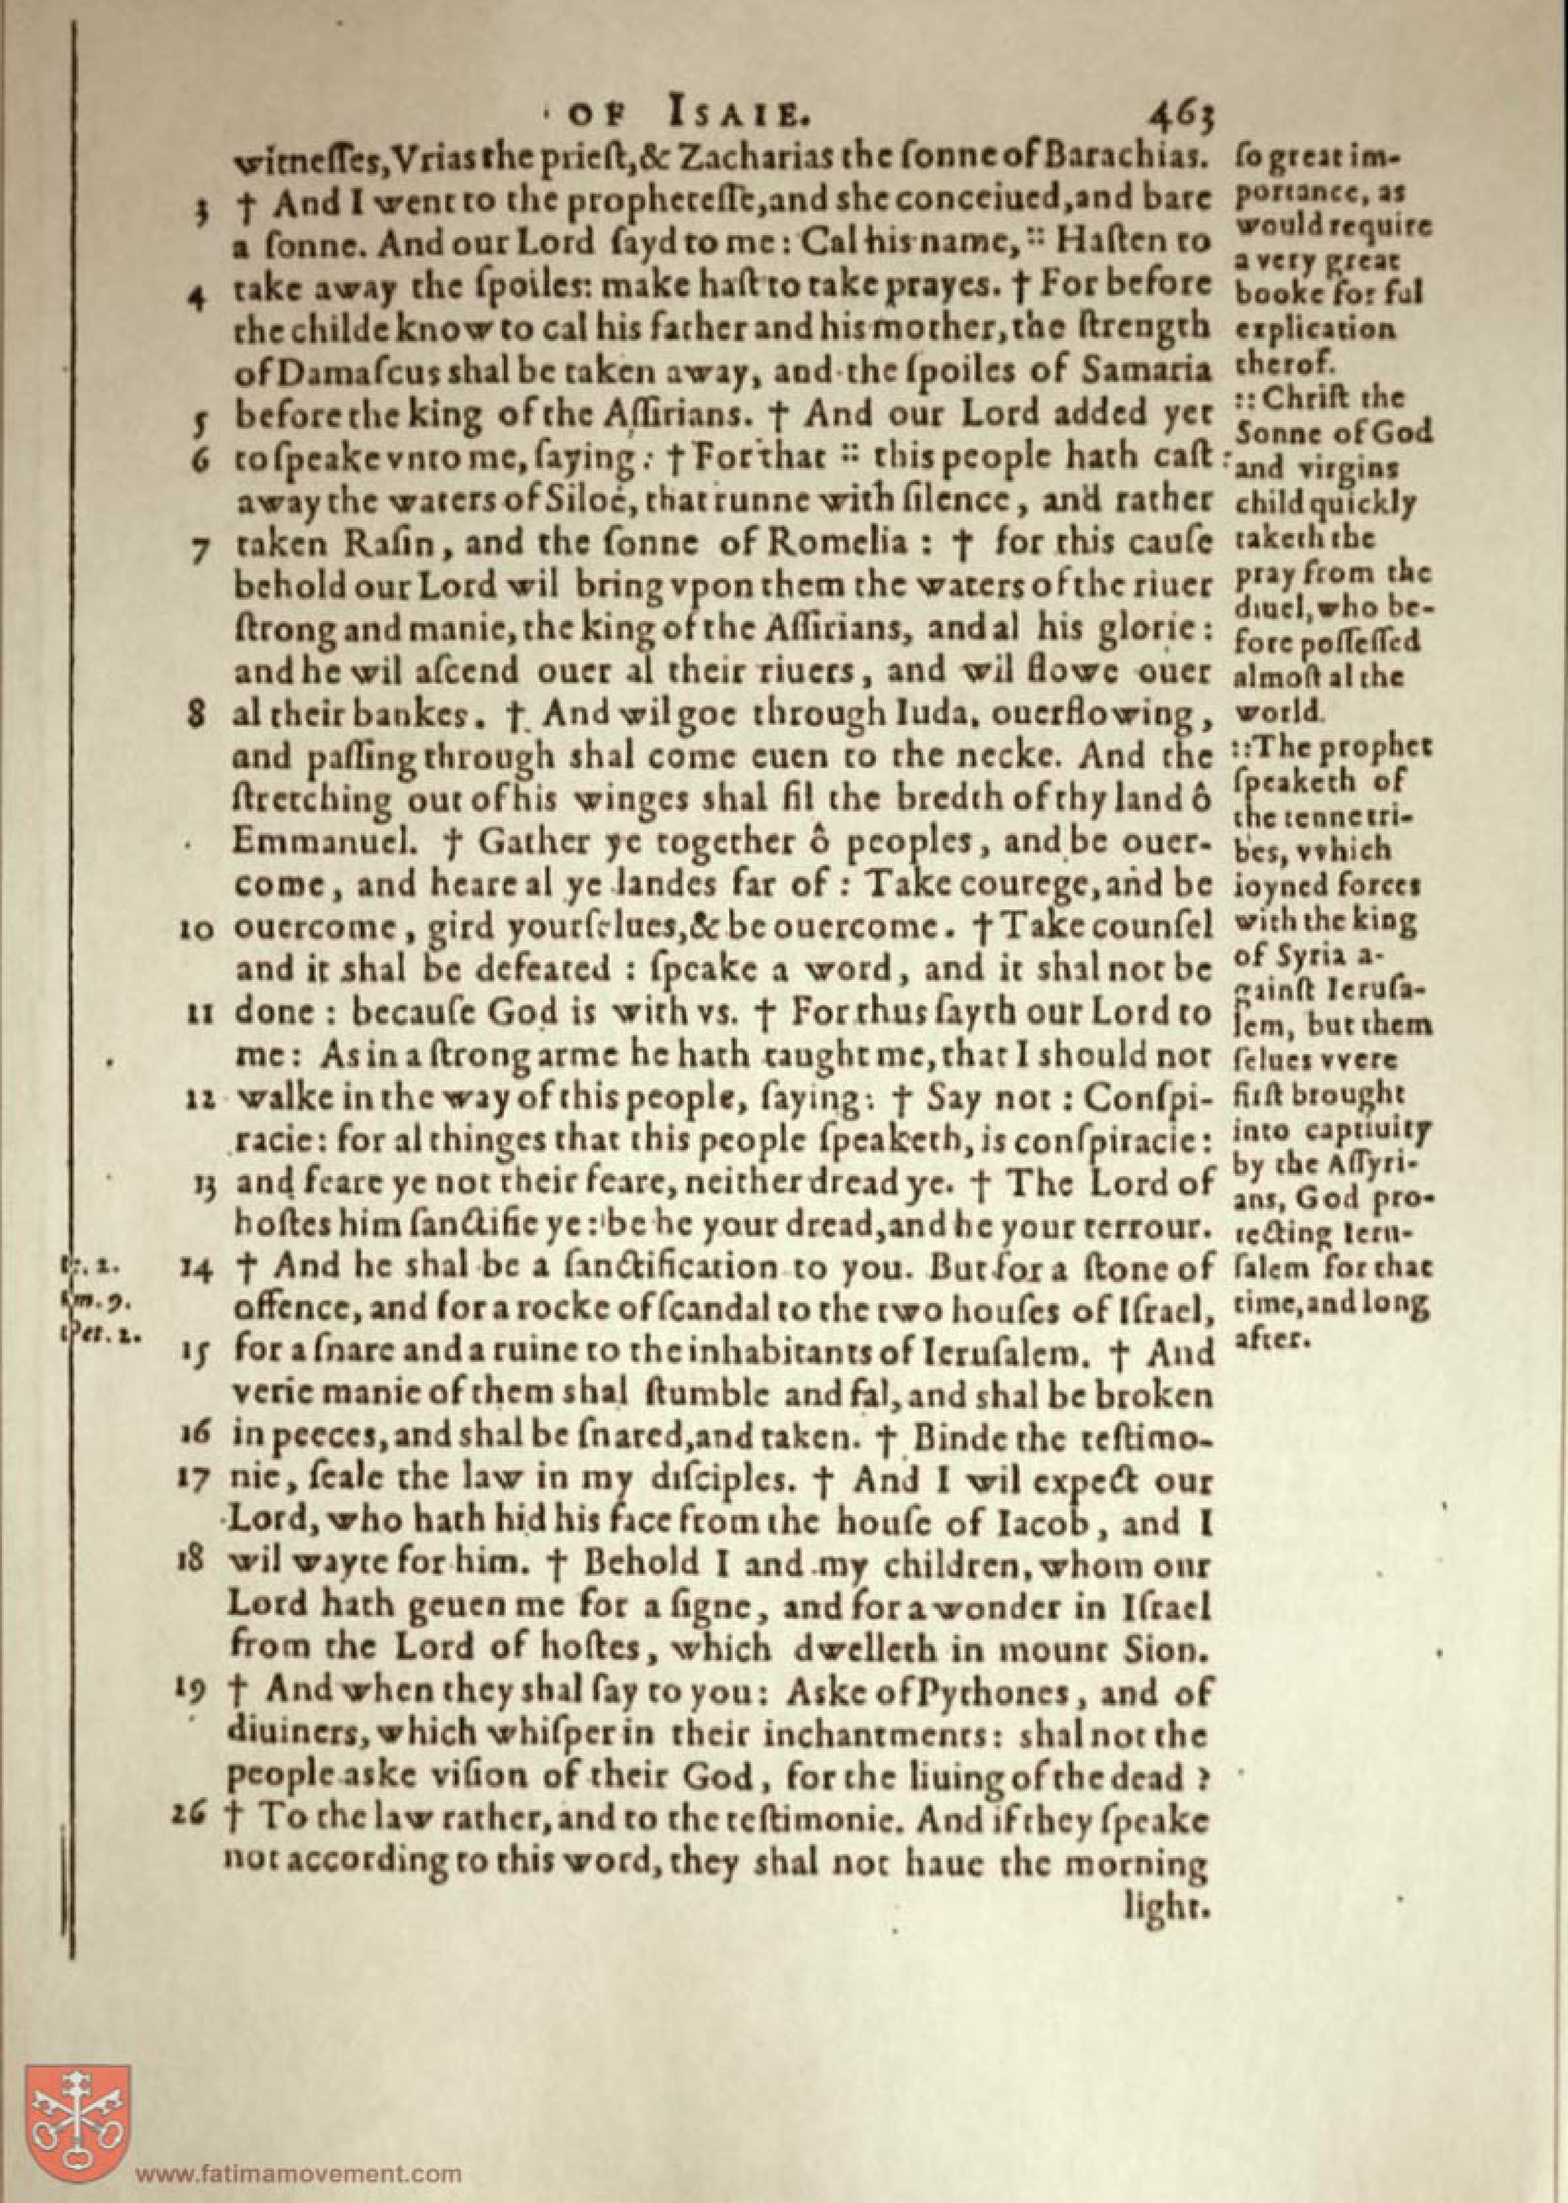 OF ISAIE. 463
witneſſes, Vrias the prieſt, & Zacharias the ſonne of Barachias.
3 † And I went to the propheteſſe, and she conceiued, and bare
a ſonne. And our Lord ſayd to me: Cal his name, :: Haſten to
4 take away the ſpoiles: make haſt to take prayes. † For before
the childe know to cal his father and his mother, the ſtrength
of Damaſcus shal be taken away, and the ſpoiles of Samaria
5 before the king of the Aſſirians. † And our Lord added yet
6 to ſpeake vnto me, ſaying: † For that :: this people hath caſt
away the waters of Siloé, that runne with ſilence, and rather
7 taken Raſin, and the ſonne of Romelia: † for this cauſe
behold our Lord wil bring vpon them the waters of the riuer
ſtrong and manie, the king of the Aſſirians, and al his glorie:
and he wil aſcend ouer al their riuers, and wil flowe ouer
8 al their bankes. † And wil goe through Iuda, ouerflowing,
and paſſing through shal come euen to the necke. And the
ſtretching out of his winges shal fil the bredth of thy land ô
Emmanuel. † Gather ye together ô peoples, and be ouer-
come, and heare al ye landes far of: Take courege, and be
10 ouercome, gird yourſelues, & be ouercome. † Take counſel
and it shal be defeated: ſpeake a word, and it shal not be
11 done: becauſe God is with vs. † For thus ſayth our Lord to
me: As in a ſtrong arme he hath taught me, that I should not
12 walke in the way of this people, ſaying: † Say not: Conſpi-
racie: for al thinges that this people ſpeaketh, is conſpiracie:
13 and feare ye not their feare, neither dread ye. † The Lord of
hoſtes him ſanctifie ye: be he your dread, and he your terrour.
14 † And he shal be a ſanctification to you. But for a ſtone of
offence, and for a rocke of ſcandal to the two houſes of Iſrael,
15 for a ſnare and a ruine to the inhabitants of Ieruſalem. † And
verie manie of them shal ſtumble and fal, and shal be broken
16 in peeces, and shal be ſnared, and taken. † Binde the teſtimo-
17 nie, ſeale the law in my diſciples. † And I wil expect our
Lord, who hath hid his face from the houſe of Iacob, and I
18 wil wayte for him. † Behold I and my children, whom our
Lord hath geuen me for a ſigne, and for a wonder in Iſrael
from the Lord of hoſtes, which dwelleth in mount Sion.
19 † And when they shal ſay to you: Aske of Pythones, and of
diuiners, which whiſper in their inchantments: shal not the
people aske viſion of their God, for the liuing of the dead?
26 † To the law rather, and to the teſtimonie. And if they ſpeake
not according to this word, they shal not haue the morning
light.
ſo great im-
portance, as
would require
a very great
booke for ful
explication
therof.
:: Chriſt the
Sonne of God
and virgins
child quickly
taketh the
pray from the
diuel, who be-
fore poſſeſſed
almoſt al the
world.
:: The prophet
ſpeaketh of
the tenne tri-
bes, vvhich
ioyned forces
with the king
of Syria a-
gainſt Ieruſa-
lem, but them
ſelues vvere
firſt brought
into captiuity
by the Aſſyri-
ans, God pro-
tecting Ieru-
ſalem for that
time, and long
after.
2.
9.
Pet. 2.
www.fatimamovement.com